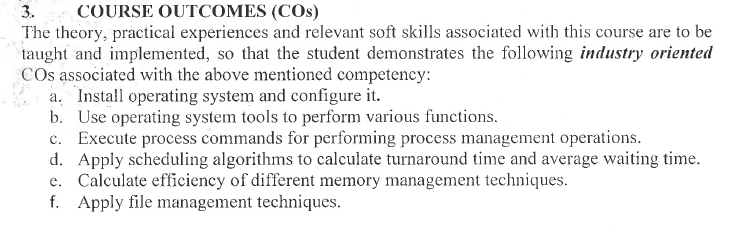 3. COURSE OUTCOMES (COs)
The theory, practical experiences and relevant soft skills associated with this course are to be
taught and implemented, so that the student demonstrates the following industry oriented
COs associated with the above mentioned competency:
a. Install operating system and configure it.
b. Use operating system tools to perform various functions.
c. Execute process commands for performing process management operations.
d. Apply scheduling algorithms to calculate turnaround time and average waiting time.
e. Calculate efficiency of different memory management techniques.
f. Apply file management techniques.